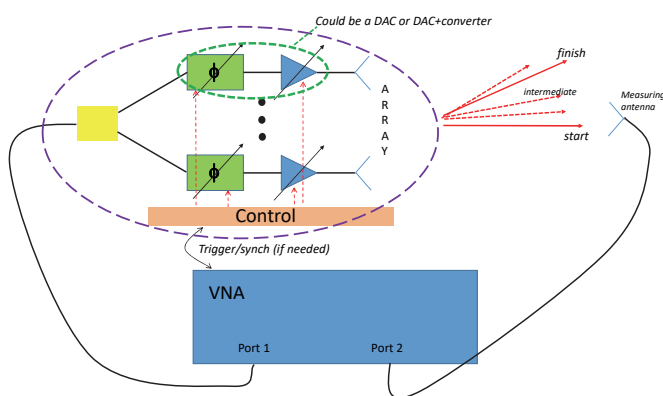 Could be a DAC or DAC+converter
finish
ϕ
intermediate
Measuring
antenna
A
R
R
A
Y
start
ϕ
Control
Trigger/synch (if needed)
VNA
Port 1
Port 2